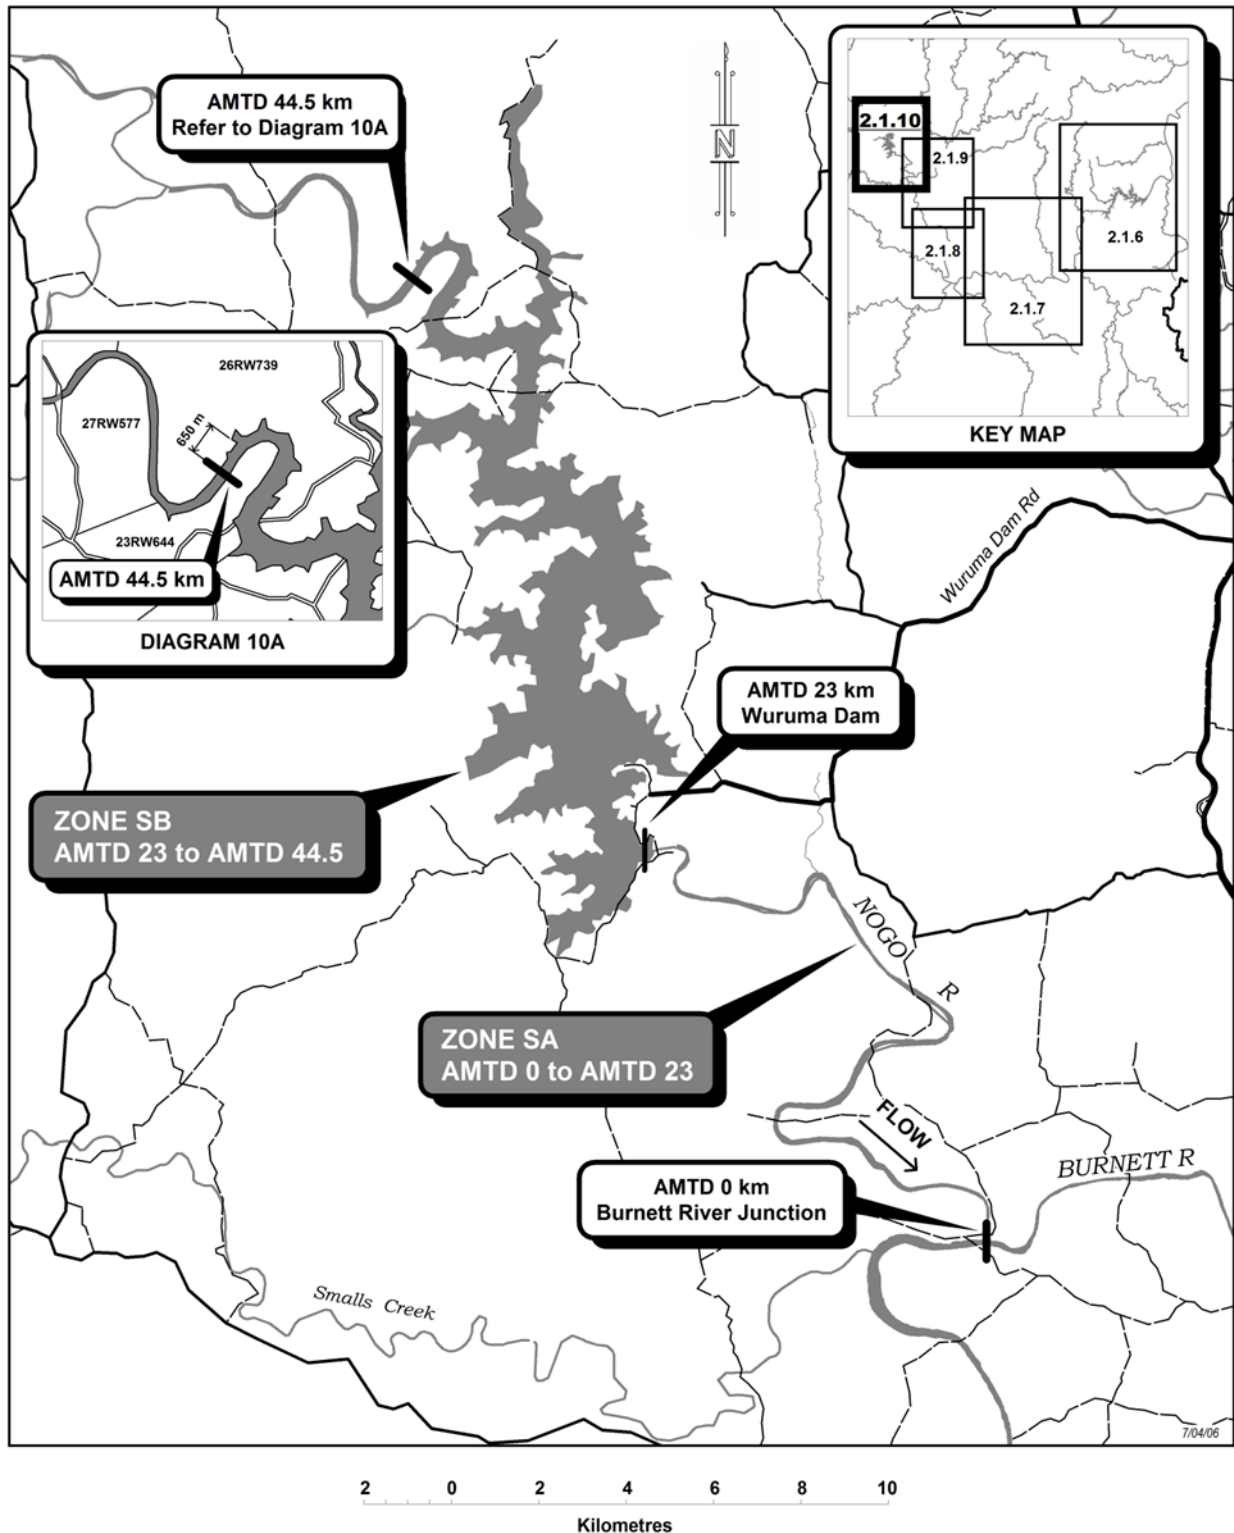 AMTD 44.5 km
Refer to Diagram 10A
N
2.1.10
2.1.9
2.1.8
2.1.6
2.1.7
KEY MAP
26RW739
27RW577
650 m
23RW644
AMTD 44.5 km
DIAGRAM 10A
Wuruma Dam Rd
AMTD 23 km
Wuruma Dam
ZONE SB
AMTD 23 to AMTD 44.5
NOGO
R
ZONE SA
AMTD 0 to AMTD 23
FLOW
BURNETT R
AMTD 0 km
Burnett River Junction
Smalls Creek
7/04/06
2 0 2 4 6 8 10
Kilometres